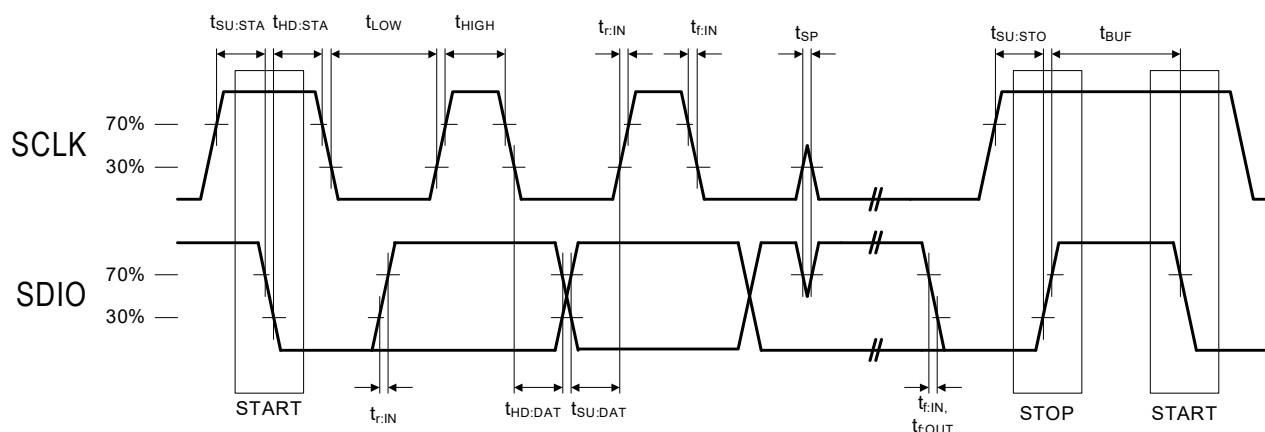 tSU:STA tHD:STA tLOW tHIGH tr:IN tf:IN tSP tSU:STO tBUF
70%
SCLK
30%
70%
SDIO
30%
START tr:IN tHD:DAT tSU:DAT tf:IN, STOP START
tf:OUT